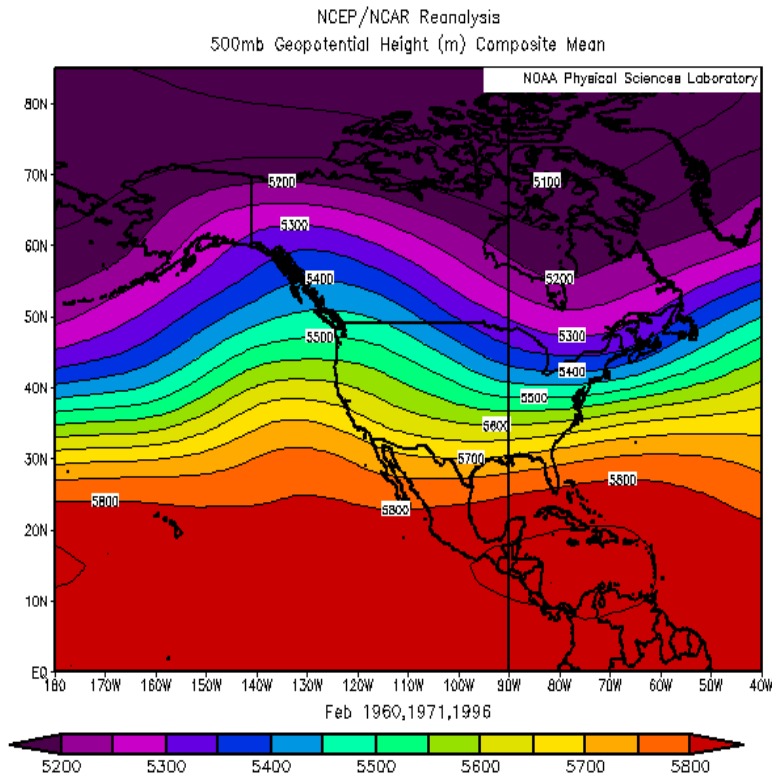 NCEP/NCAR Reanalysis
500mb Geopotential Height (m) Composite Mean
NOAA Physical Sciences Laboratory
80N
70N
5200
5100
60N
5300
5400
5200
50N
5500
5300
5400
40N
5500
5600
30N
5700
5800
5800
5800
20N
10N
EQ
180 170W 160W 150W 140W 130W 120W 110W 100W 90W 80W 70W 60W 50W 40W
Feb 1960,1971,1996
5200 5300 5400 5500 5600 5700 5800